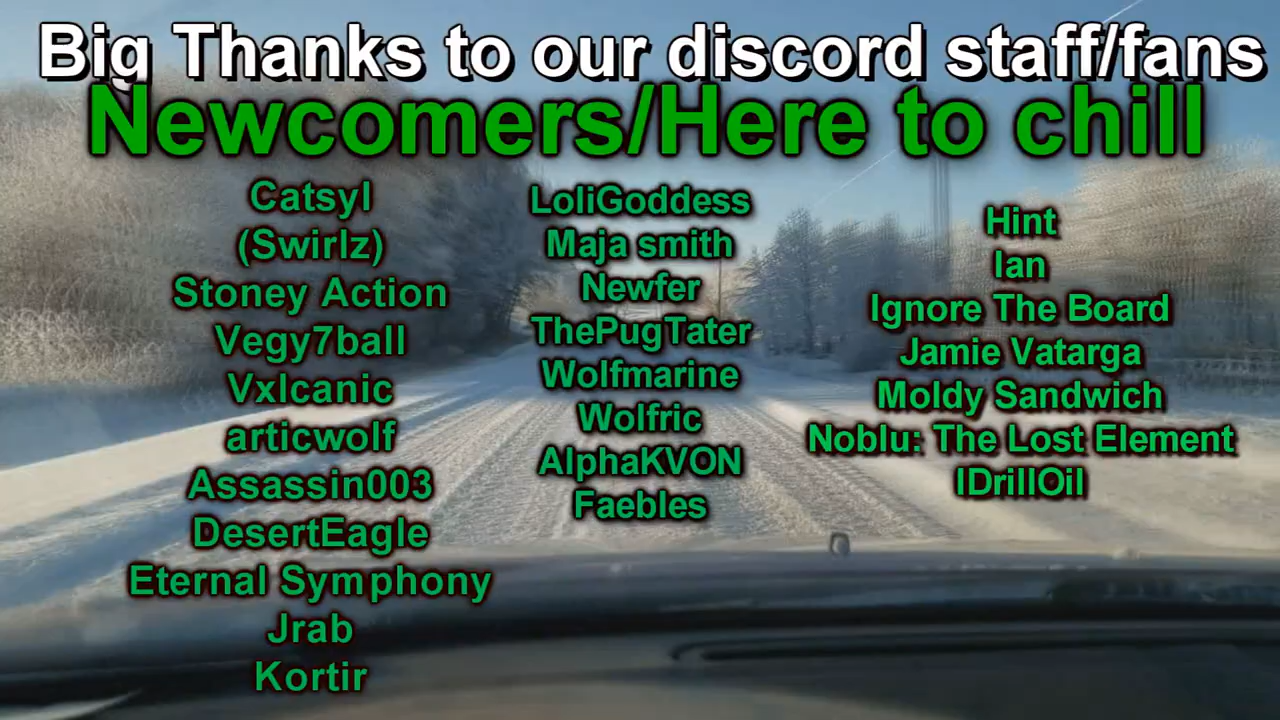 Big Thanks to our discord staff/fans
Newcomers/Here to chill
Catsyl
(Swirlz)
Stoney Action
Vegy7ball
Vxlcanic
articwolf
Assassin003
DesertEagle
Eternal Symphony
Jrab
Kortir
LoliGoddess
Maja smith
Newfer
ThePugTater
Wolfmarine
Wolfric
AlphaKVON
Faebles
Hint
Ian
Ignore The Board
Jamie Vatarga
Moldy Sandwich
Noblu: The Lost Element
IDrillOil